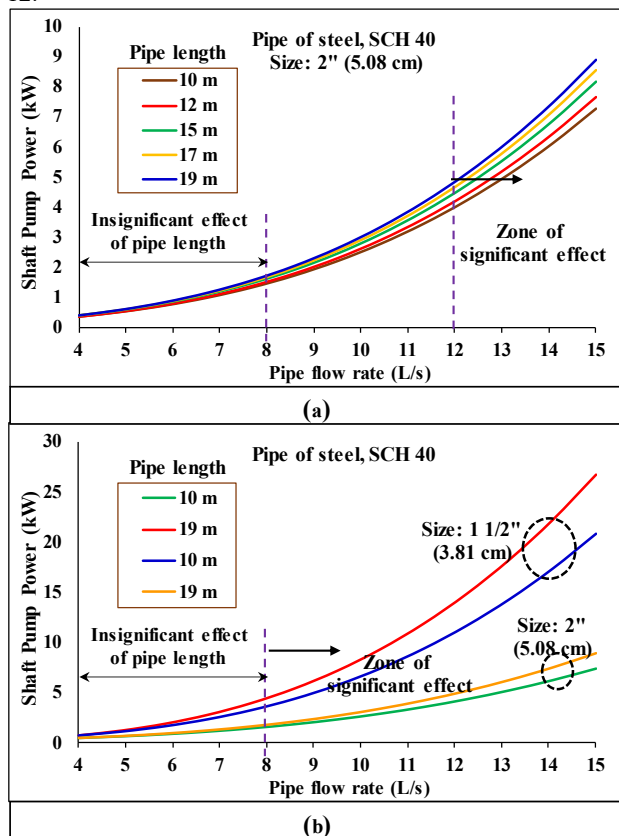 10
9
8
7
6
5
4
3
2
1
0
Shaft Pump Power (kW)
Pipe length
10 m
12 m
15 m
17 m
19 m
Pipe of steel, SCH 40
Size: 2" (5.08 cm)
Insignificant effect
of pipe length
Zone of
significant effect
4 5 6 7 8 9 10 11 12 13 14 15
Pipe flow rate (L/s)
(a)
30
25
20
15
10
5
0
Shaft Pump Power (kW)
Pipe length
10 m
19 m
10 m
19 m
Pipe of steel, SCH 40
Size: 1 1/2"
(3.81 cm)
Size: 2"
(5.08 cm)
Insignificant effect
of pipe length
Zone of
significant effect
4 5 6 7 8 9 10 11 12 13 14 15
Pipe flow rate (L/s)
(b)